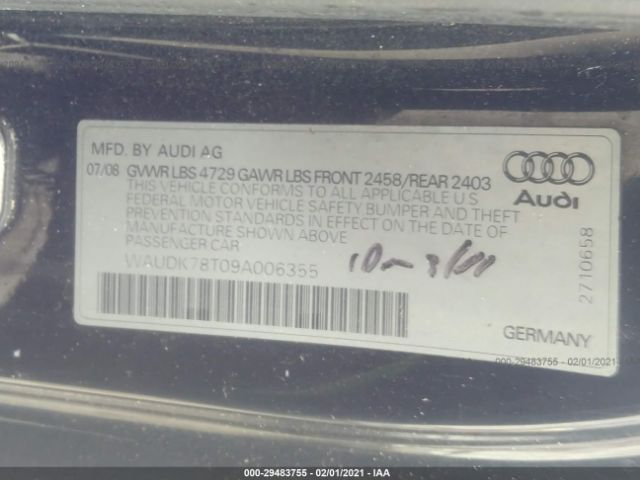 MFD. BY AUDI AG
07/08 GVWR LBS 4729 GAWR LBS FRONT 2458/REAR 2403
THIS VEHICLE CONFORMS TO ALL APPLICABLE U S
FEDERAL MOTOR VEHICLE SAFETY BUMPER AND THEFT
PREVENTION STANDARDS IN EFFECT ON THE DATE OF
MANUFACTURE SHOWN ABOVE
PASSENGER CAR
Audi
WAUDK78T09A006355
2710658
GERMANY
000-29483755 - 02/01/2021 - IAA
000-29483755 - 02/01/2021 - IAA